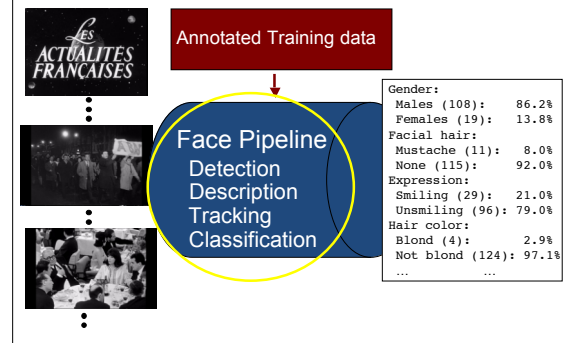 LES
ACTUALITÉS
FRANÇAISES
Annotated Training data
Face Pipeline
Detection
Description
Tracking
Classification
Gender:
Males (108): 86.2%
Females (19): 13.8%
Facial hair:
Mustache (11): 8.0%
None (115): 92.0%
Expression:
Smiling (29): 21.0%
Unsmiling (96): 79.0%
Hair color:
Blond (4): 2.9%
Not blond (124): 97.1%
… …